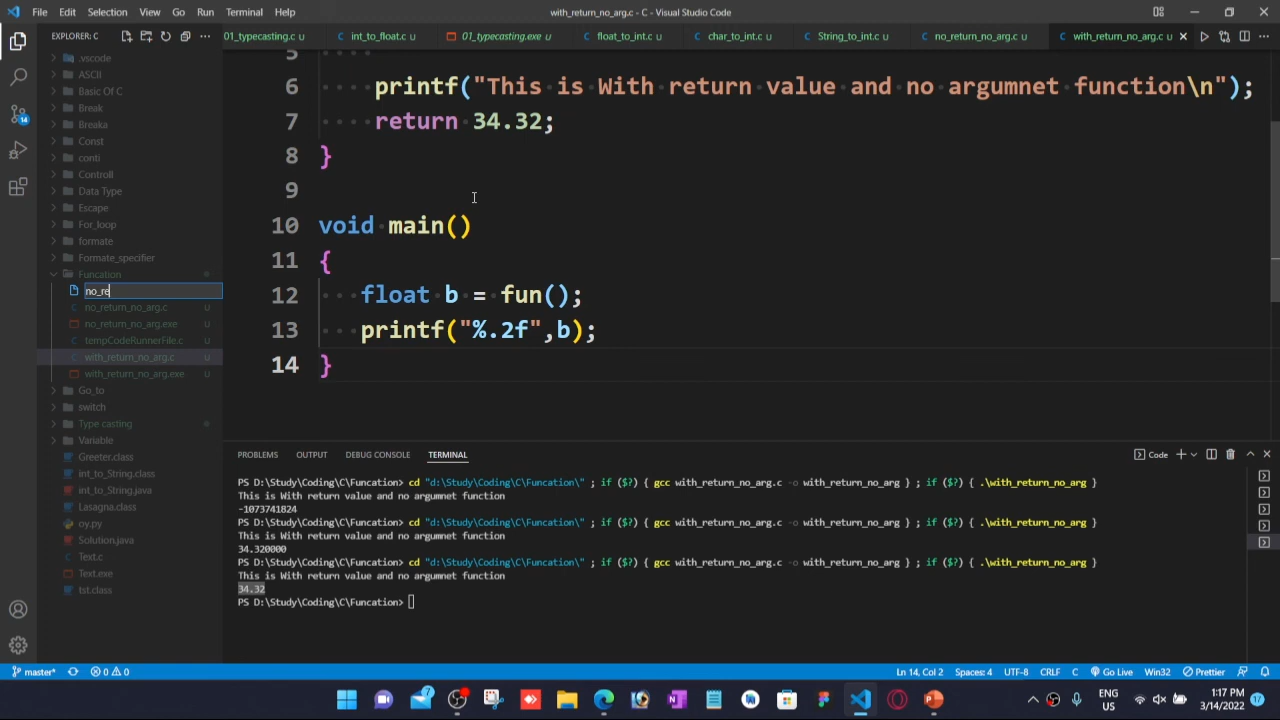 File Edit Selection View Go Run Terminal Help
with_return_no_arg.c - C - Visual Studio Code
EXPLORER: C
01_typecasting.c U
int_to_float.c U
01_typecasting.exe U
float_to_int.c U
char_to_int.c U
String_to_int.c U
no_return_no_arg.c U
with_return_no_arg.c U
.vscode
ASCII
Basic Of C
Break
Breaka
Const
conti
Controll
Data Type
Escape
For_loop
formate
Formate_specifier
Funcation
no_re
no_return_no_arg.c U
no_return_no_arg.exe U
tempCodeRunnerFile.c U
with_return_no_arg.c U
with_return_no_arg.exe U
Go_to
switch
Type casting
Variable
Greeter.class
int_to_String.class
int_to_String.java
Lasagna.class
oy.py
Solution.java
Text.c
Text.exe
tst.class
14
5
6 printf("This is With return value and no argumnet function\n");
7 return 34.32;
8 }
9
10 void main()
11 {
12 float b = fun();
13 printf("%.2f",b);
14 }
PROBLEMS OUTPUT DEBUG CONSOLE TERMINAL
Code
PS D:\Study\Coding\C\Funcation> cd "d:\Study\Coding\C\Funcation\" ; if ($?) { gcc with_return_no_arg.c -o with_return_no_arg } ; if ($?) { .\with_return_no_arg }
This is With return value and no argumnet function
-1073741824
PS D:\Study\Coding\C\Funcation> cd "d:\Study\Coding\C\Funcation\" ; if ($?) { gcc with_return_no_arg.c -o with_return_no_arg } ; if ($?) { .\with_return_no_arg }
This is With return value and no argumnet function
34.320000
PS D:\Study\Coding\C\Funcation> cd "d:\Study\Coding\C\Funcation\" ; if ($?) { gcc with_return_no_arg.c -o with_return_no_arg } ; if ($?) { .\with_return_no_arg }
This is With return value and no argumnet function
34.32
PS D:\Study\Coding\C\Funcation>
master* 0 0
Ln 14, Col 2 Spaces: 4 UTF-8 CRLF C Go Live Win32 Prettier
7
ENG
US
1:17 PM
3/14/2022
17